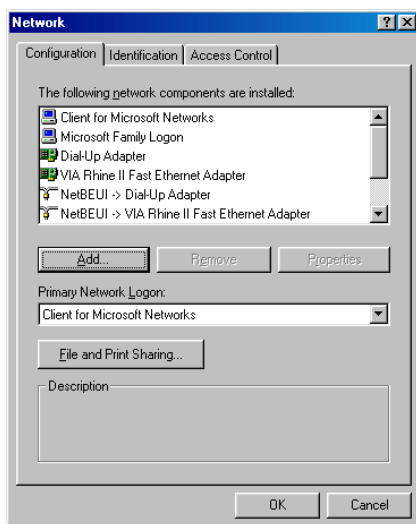 Network
Configuration Identification Access Control
The following network components are installed:
Client for Microsoft Networks
Microsoft Family Logon
Dial-Up Adapter
VIA Rhine II Fast Ethernet Adapter
NetBEUI -> Dial-Up Adapter
NetBEUI -> VIA Rhine II Fast Ethernet Adapter
Add... Remove Properties
Primary Network Logon:
Client for Microsoft Networks
File and Print Sharing...
Description
OK Cancel